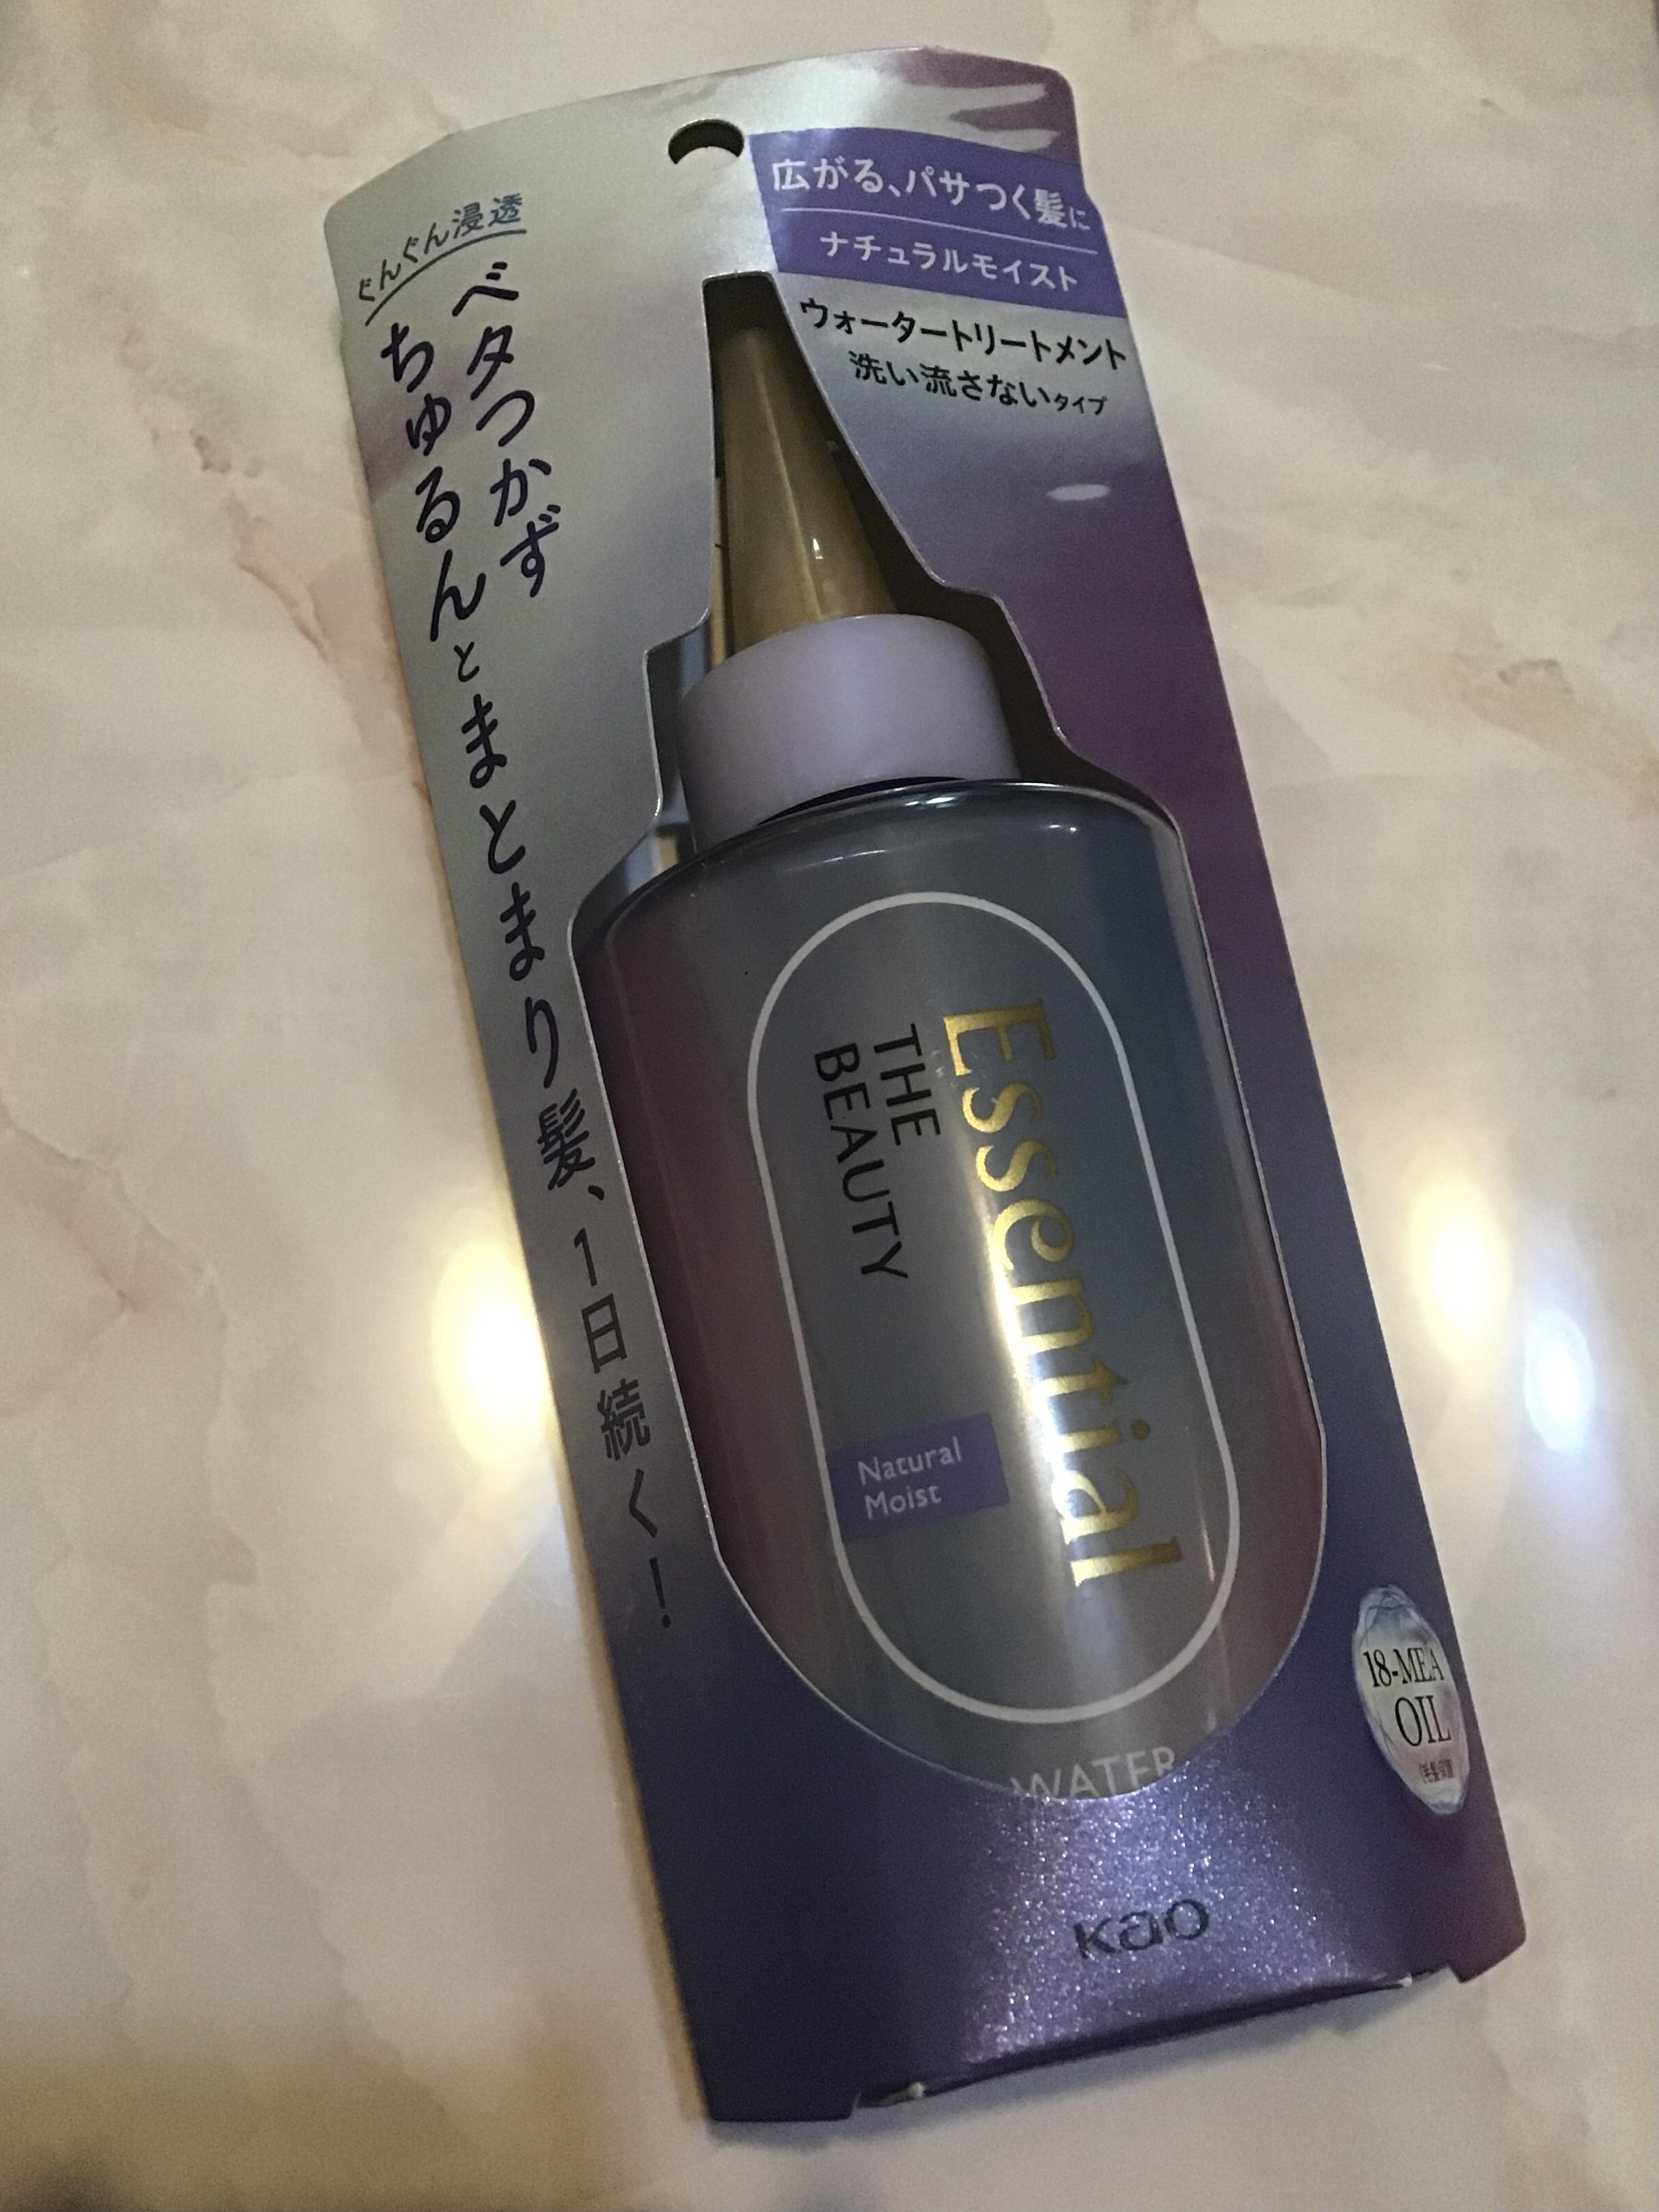 広がる、パサつく髪に
ナチュラルモイスト
ウォータートリートメント
洗い流さないタイプ
ぐんぐん浸透
ベタつかず
ちゅるんとまとまり髪、1日続く!
Essential
THE
BEAUTY
Natural
Moist
WATER
18-MEA
OIL
Kao